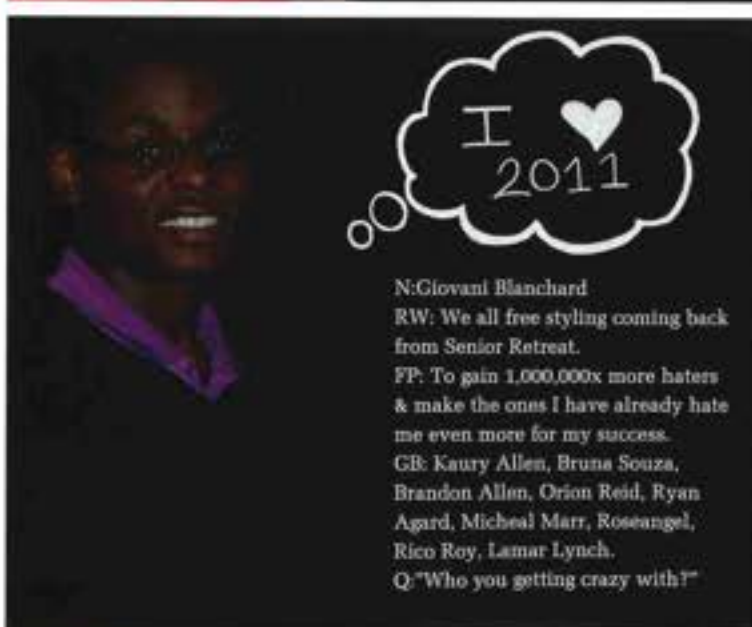 I ♥
2011
N:Giovani Blanchard
RW: We all free styling coming back
from Senior Retreat.
FP: To gain 1,000,000x more haters
& make the ones I have already hate
me even more for my success.
GB: Kaury Allen, Bruna Souza,
Brandon Allen, Orion Reid, Ryan
Agard, Micheal Marr, Roseangel,
Rico Roy, Lamar Lynch.
Q:"Who you getting crazy with?"